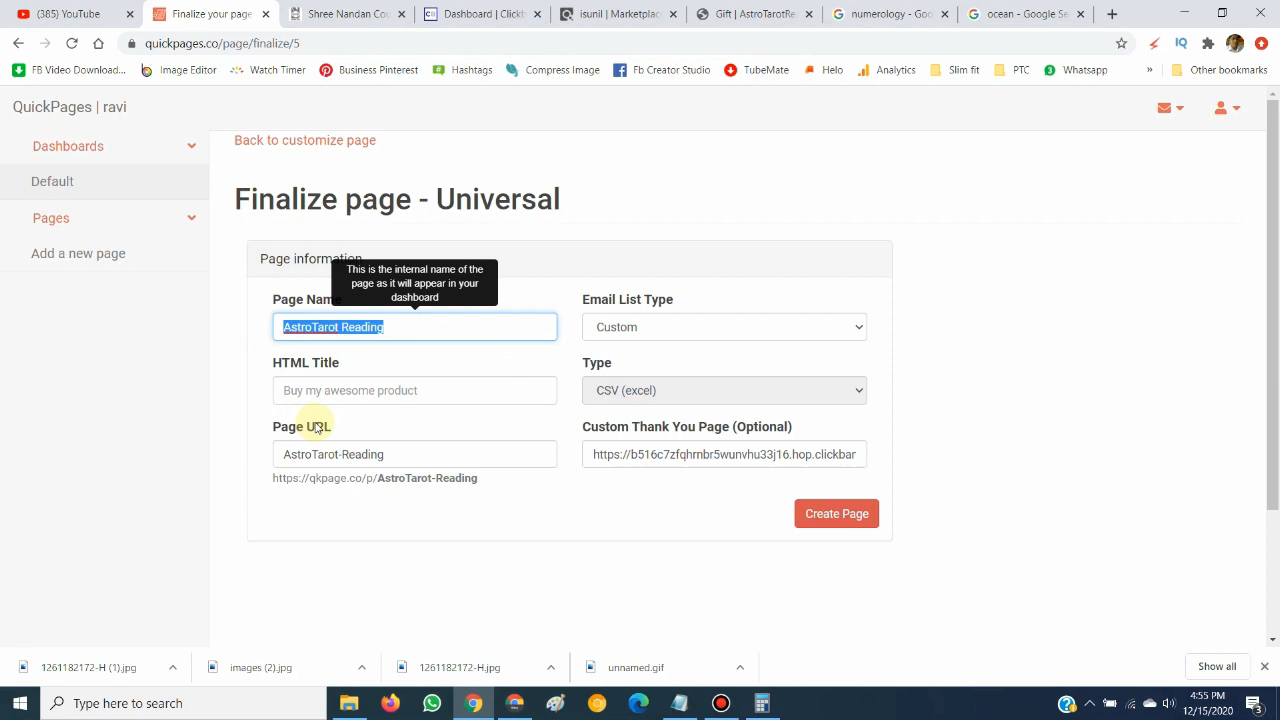 (385) YouTube
Finalize your page
Shree Nandan Cos
Dashboard | Clickb
isuldi | Marketplac
Gift | AstroTarotRe
numerology - Goo
ocean - Google Se
quickpages.co/page/finalize/5
FB Video Download...
Image Editor
Watch Timer
Business Pinterest
Hashtags
Compress Image
Fb Creator Studio
TubeMate
Helo
Analytics
Slim fit
PTC
Whatsapp
»
Other bookmarks
QuickPages | ravi
Dashboards
Default
Pages
Add a new page
Back to customize page
Finalize page - Universal
Page information
This is the internal name of the
page as it will appear in your
dashboard
Page Name
Email List Type
AstroTarot Reading
Custom
HTML Title
Type
Buy my awesome product
CSV (excel)
Page URL
Custom Thank You Page (Optional)
AstroTarot-Reading
https://b516c7zfqhrnbr5wunvhu33j16.hop.clickbar
https://qkpage.co/p/AstroTarot-Reading
Create Page
1261182172-H (1).jpg
images (2).jpg
1261182172-H.jpg
unnamed.gif
Show all
Type here to search
4:55 PM
12/15/2020
3